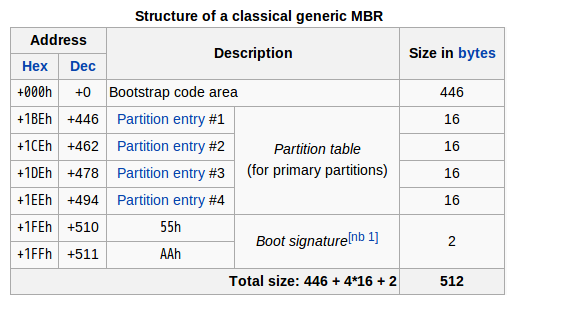 Structure of a classical generic MBR
Address Description Size in bytes
Hex Dec
+000h +0 Bootstrap code area 446
+1BEh +446 Partition entry #1 Partition table (for primary partitions) 16
+1CEh +462 Partition entry #2 16
+1DEh +478 Partition entry #3 16
+1EEh +494 Partition entry #4 16
+1FEh +510 55h Boot signature[nb 1] 2
+1FFh +511 AAh
Total size: 446 + 4*16 + 2 512